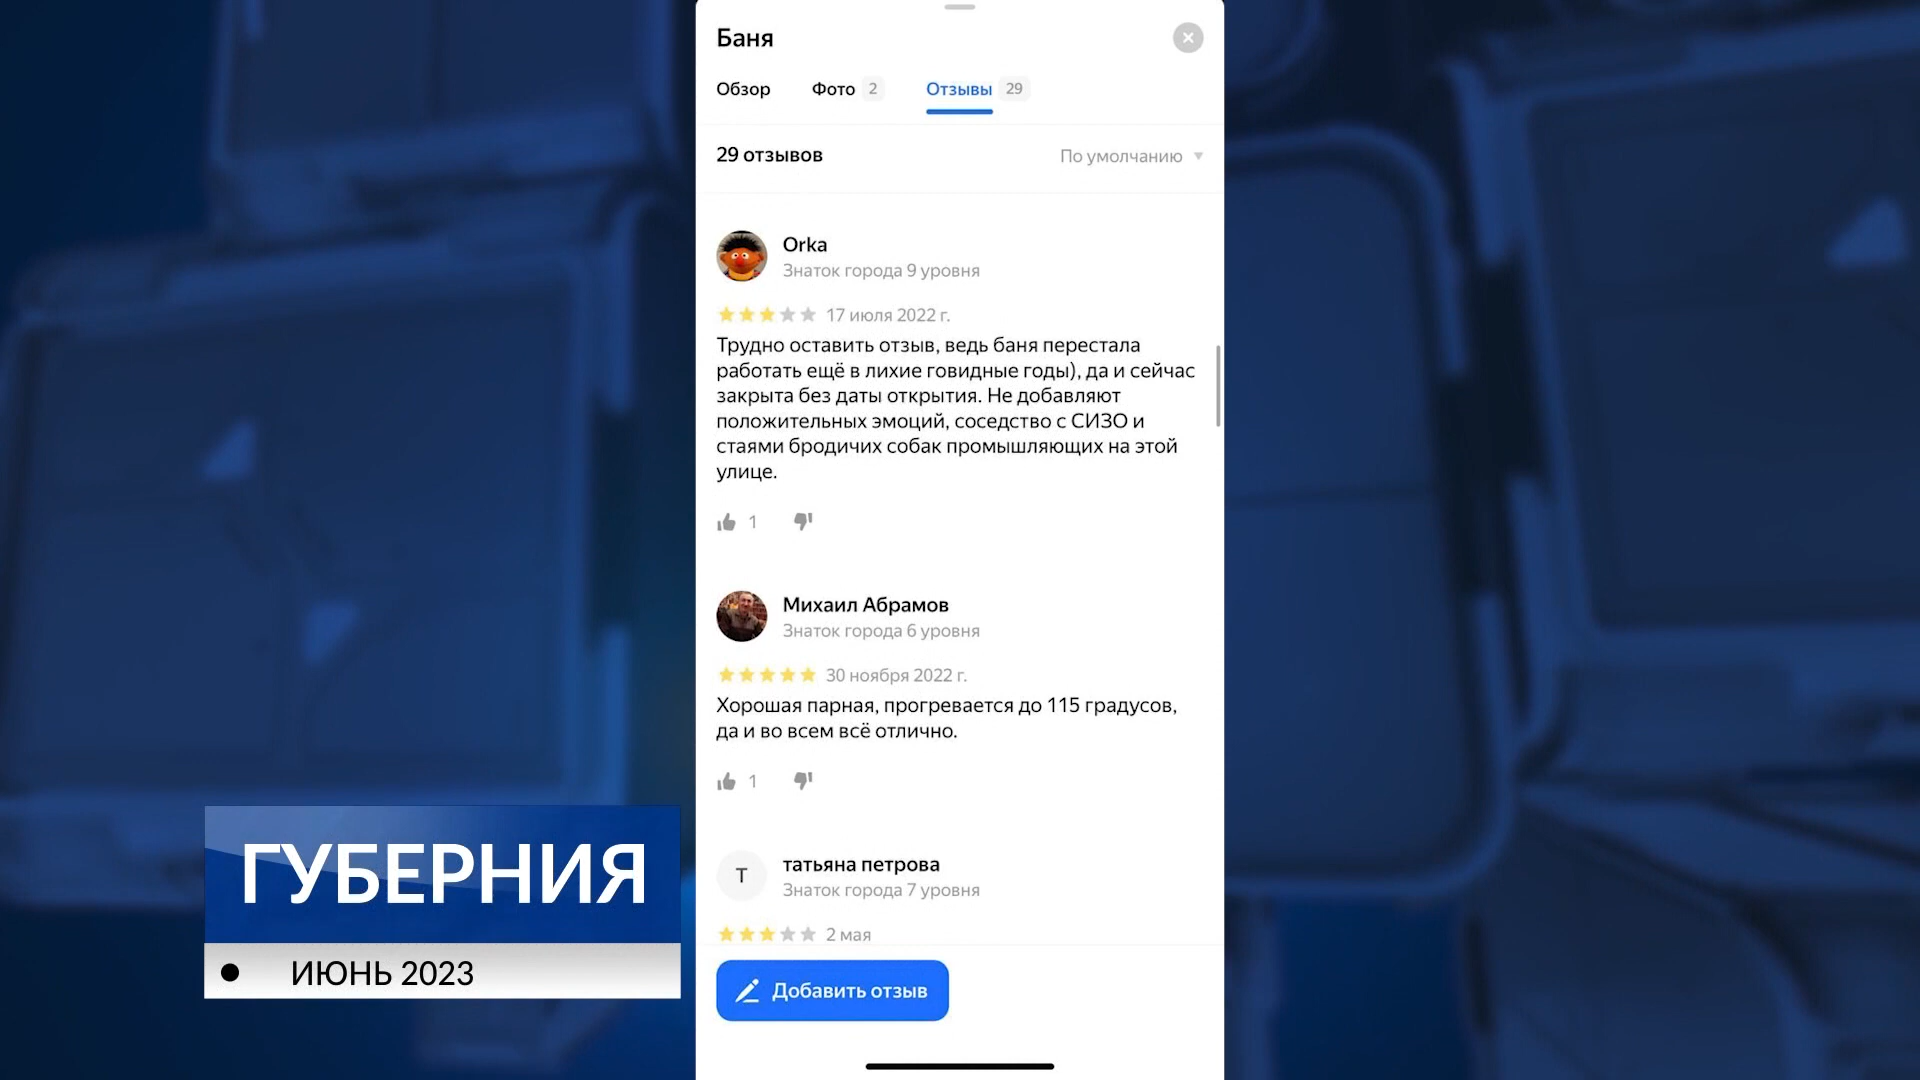 Баня
Обзор Фото 2 Отзывы 29
29 отзывов По умолчанию
Orka
Знаток города 9 уровня
17 июля 2022 г.
Трудно оставить отзыв, ведь баня перестала
работать ещё в лихие говидные годы), да и сейчас
закрыта без даты открытия. Не добавляют
положительных эмоций, соседство с СИЗО и
стаями бродичих собак промышляющих на этой
улице.
1
Михаил Абрамов
Знаток города 6 уровня
30 ноября 2022 г.
Хорошая парная, прогревается до 115 градусов,
да и во всем всё отлично.
1
Т
татьяна петрова
Знаток города 7 уровня
2 мая
Добавить отзыв
ГУБЕРНИЯ
ИЮНЬ 2023